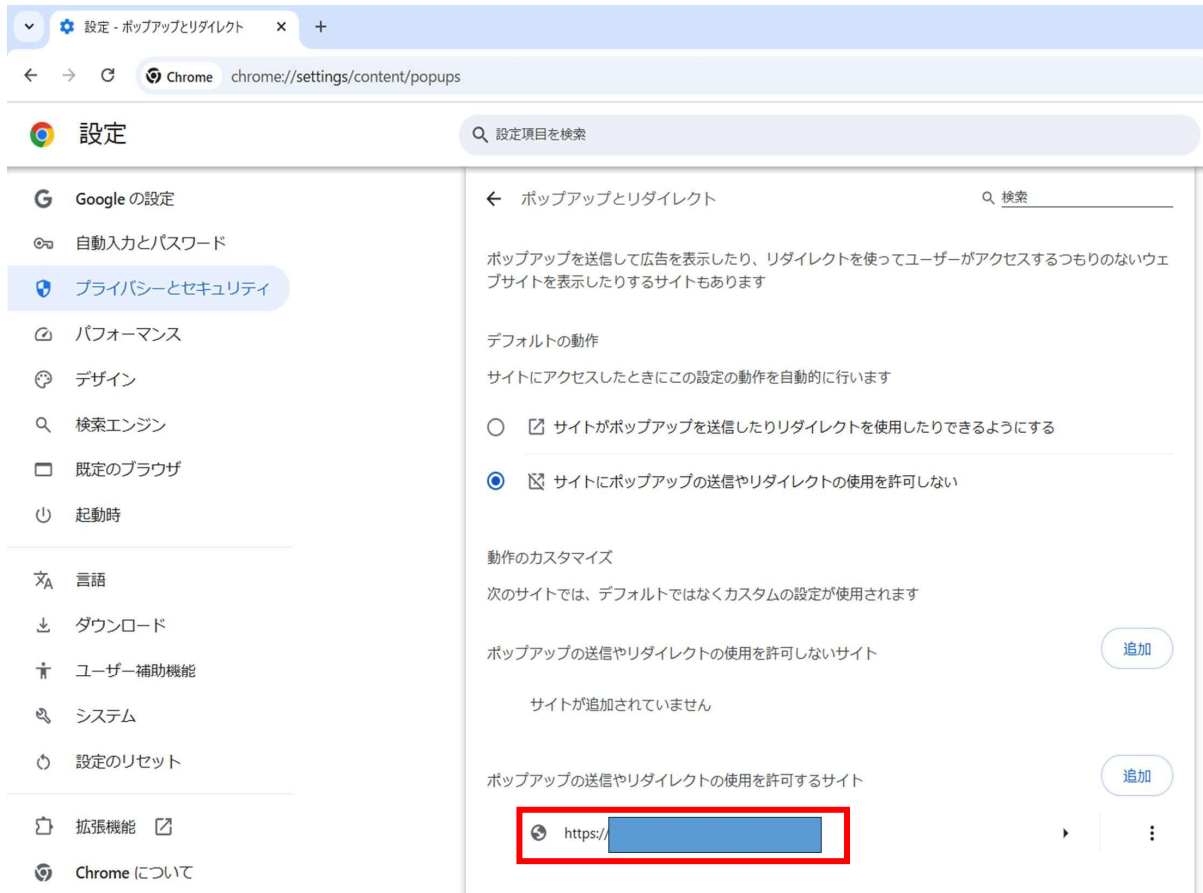 設定 - ポップアップとリダイレクト
Chrome
chrome://settings/content/popups
設定
設定項目を検索
Google の設定
自動入力とパスワード
プライバシーとセキュリティ
パフォーマンス
デザイン
検索エンジン
既定のブラウザ
起動時
言語
ダウンロード
ユーザー補助機能
システム
設定のリセット
拡張機能
Chrome について
ポップアップとリダイレクト
検索
ポップアップを送信して広告を表示したり、リダイレクトを使ってユーザーがアクセスするつもりのないウェ
ブサイトを表示したりするサイトもあります
デフォルトの動作
サイトにアクセスしたときにこの設定の動作を自動的に行います
サイトがポップアップを送信したりリダイレクトを使用したりできるようにする
サイトにポップアップの送信やリダイレクトの使用を許可しない
動作のカスタマイズ
次のサイトでは、デフォルトではなくカスタムの設定が使用されます
ポップアップの送信やリダイレクトの使用を許可しないサイト
追加
サイトが追加されていません
ポップアップの送信やリダイレクトの使用を許可するサイト
追加
https://